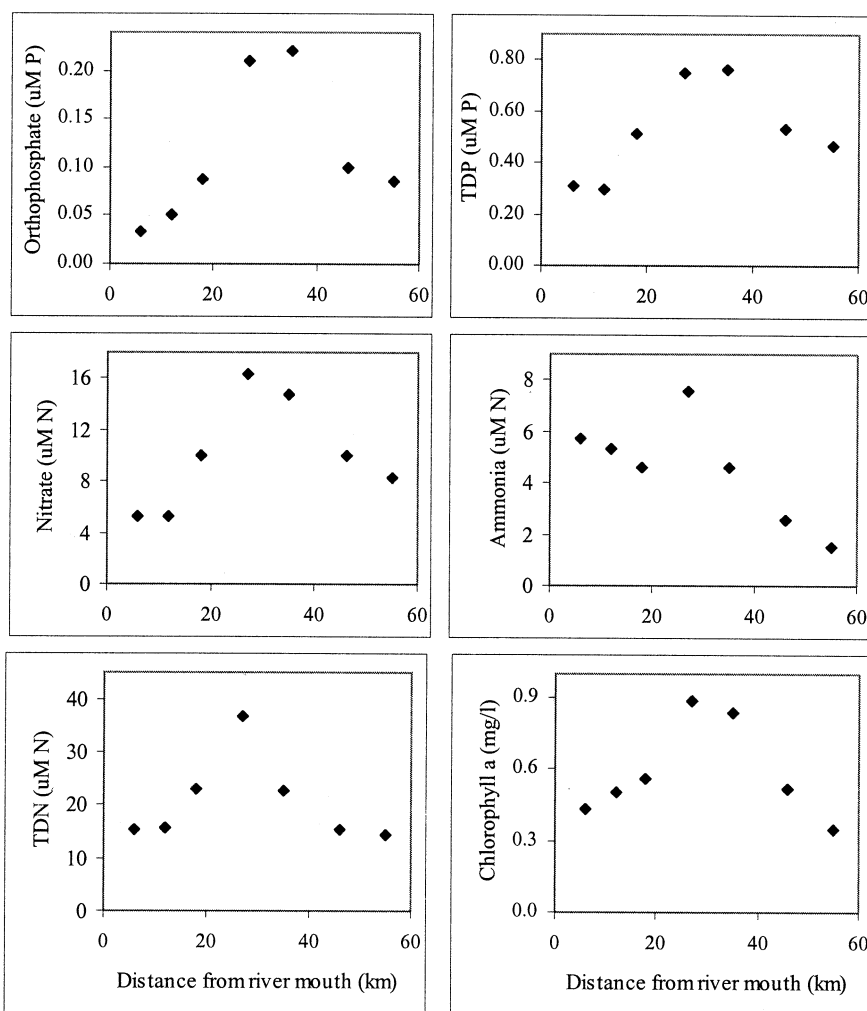 Orthophosphate (uM P)
0.20
0.15
0.10
0.05
0.00
0 20 40 60
TDP (uM P)
0.80
0.60
0.40
0.20
0.00
0 20 40 60
Nitrate (uM N)
16
12
8
4
0
0 20 40 60
Ammonia (uM N)
8
6
4
2
0
0 20 40 60
TDN (uM N)
40
30
20
10
0
0 20 40 60
Distance from river mouth (km)
Chlorophyll a (mg/l)
0.9
0.6
0.3
0.0
0 20 40 60
Distance from river mouth (km)